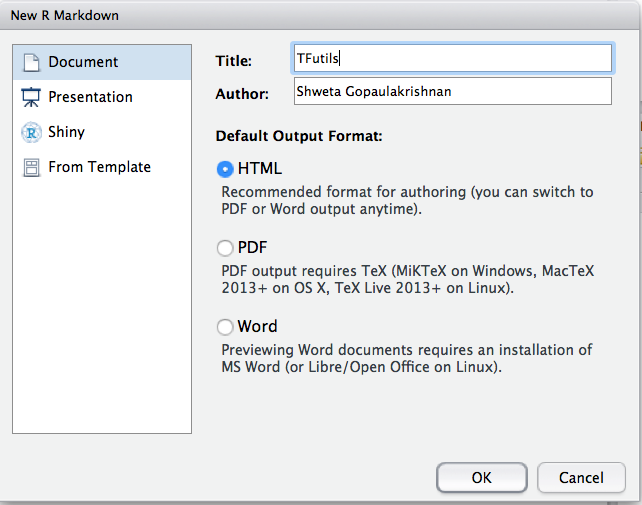 New R Markdown
Document
Presentation
Shiny
From Template
Title: TFutils
Author: Shweta Gopaulakrishnan
Default Output Format:
HTML
Recommended format for authoring (you can switch to
PDF or Word output anytime).
PDF
PDF output requires TeX (MiKTeX on Windows, MacTeX
2013+ on OS X, TeX Live 2013+ on Linux).
Word
Previewing Word documents requires an installation of
MS Word (or Libre/Open Office on Linux).
OK Cancel